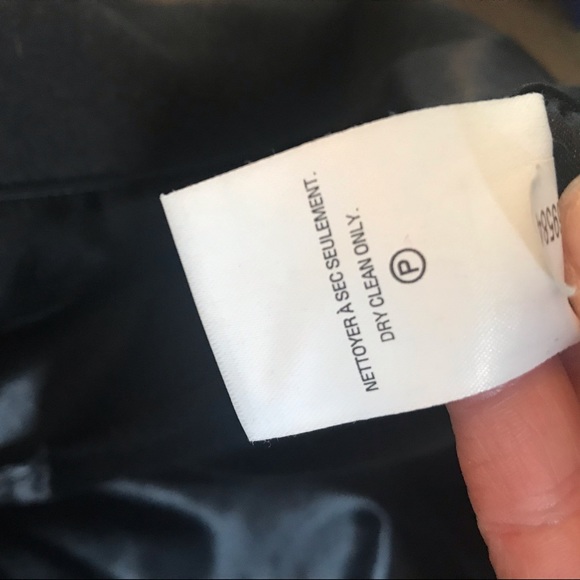 NETTOYER À SEC SEULEMENT.
DRY CLEAN ONLY.
P